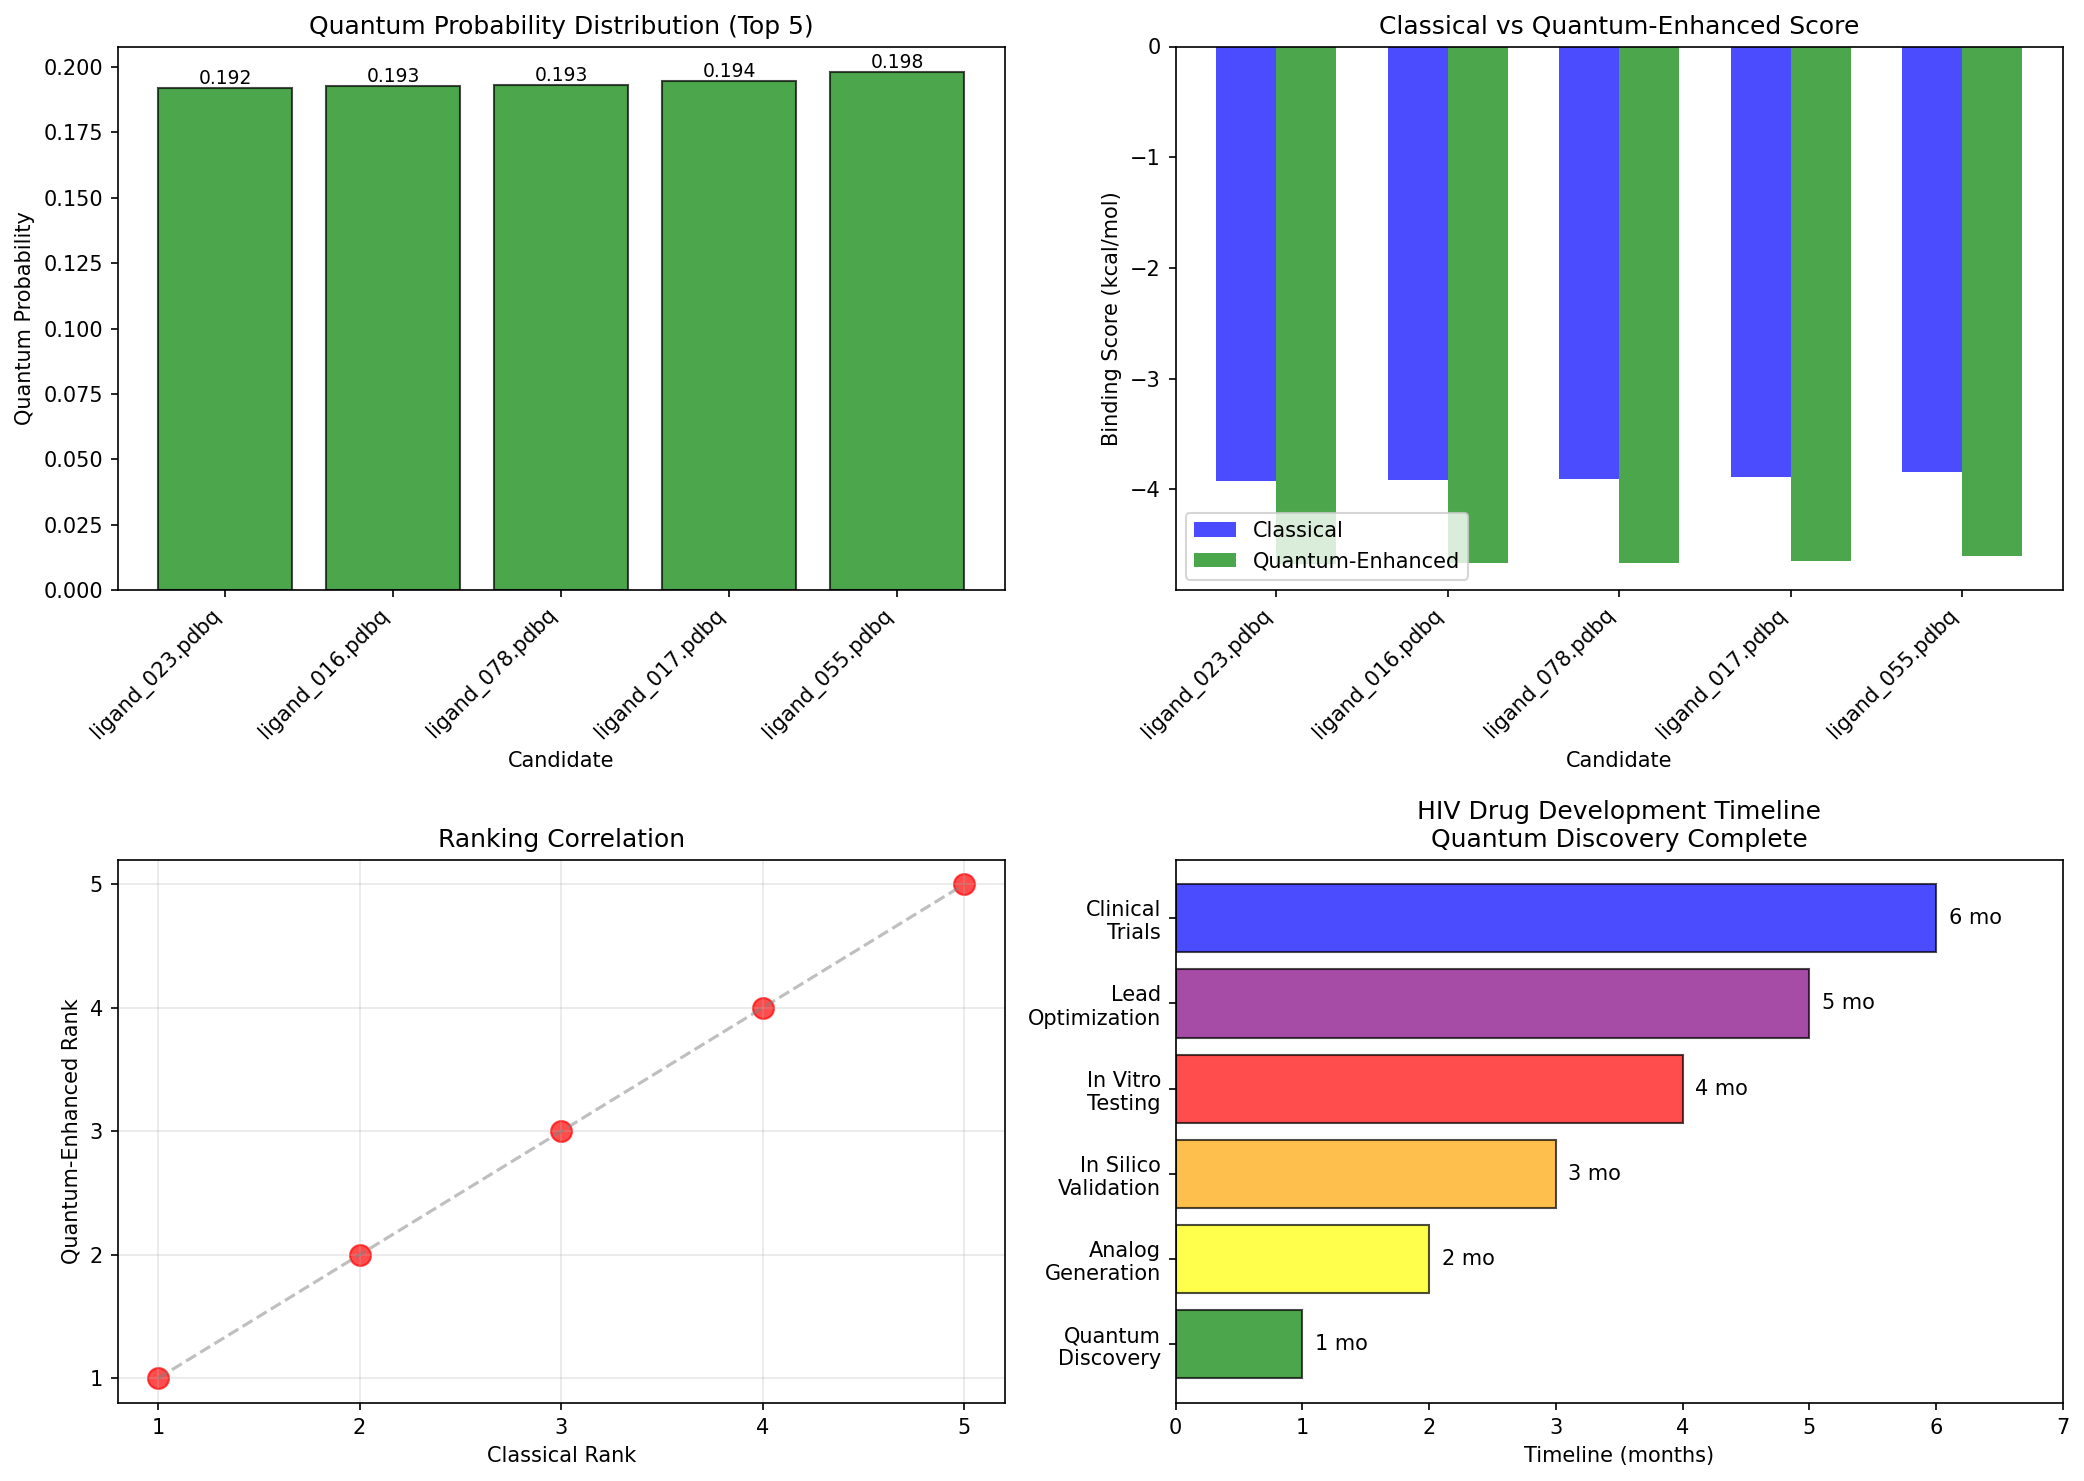 Quantum Probability Distribution (Top 5)
0.200
0.175
0.150
0.125
0.100
0.075
0.050
0.025
0.000
Quantum Probability
0.192
0.193
0.193
0.194
0.198
ligand_023.pdbq
ligand_016.pdbq
ligand_078.pdbq
ligand_017.pdbq
ligand_055.pdbq
Candidate
Classical vs Quantum-Enhanced Score
0
−1
−2
−3
−4
Binding Score (kcal/mol)
Classical
Quantum-Enhanced
ligand_023.pdbq
ligand_016.pdbq
ligand_078.pdbq
ligand_017.pdbq
ligand_055.pdbq
Candidate
Ranking Correlation
5
4
3
2
1
Quantum-Enhanced Rank
1
2
3
4
5
Classical Rank
HIV Drug Development Timeline
Quantum Discovery Complete
Clinical
Trials
6 mo
Lead
Optimization
5 mo
In Vitro
Testing
4 mo
In Silico
Validation
3 mo
Analog
Generation
2 mo
Quantum
Discovery
1 mo
0
1
2
3
4
5
6
7
Timeline (months)